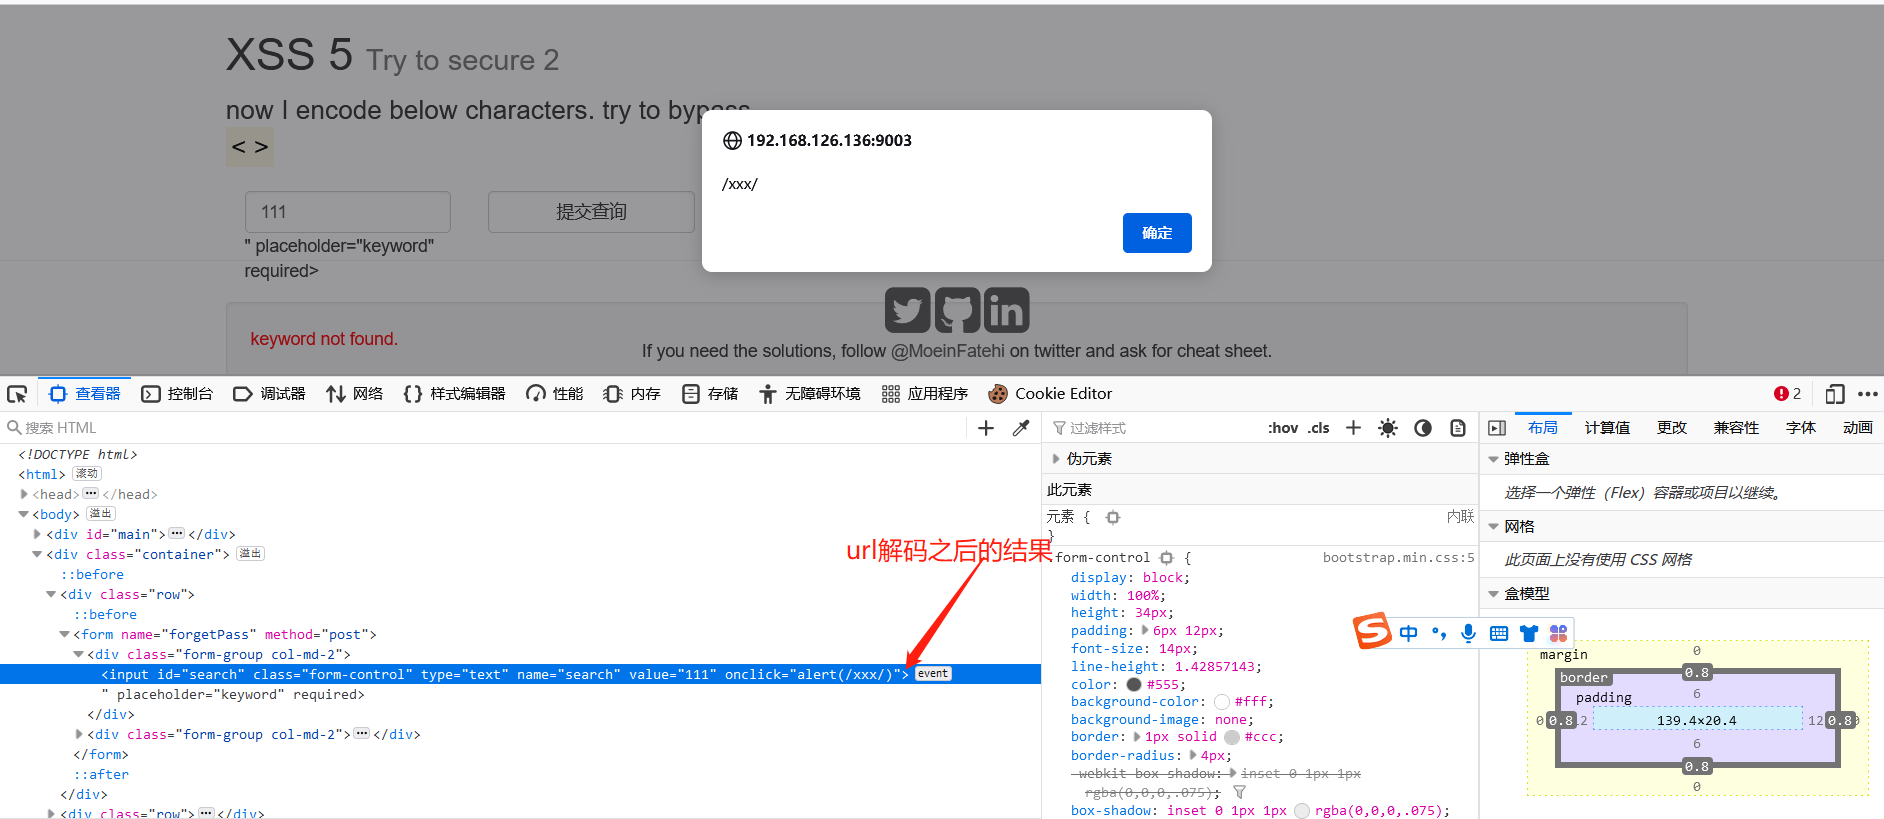 XSS 5 Try to secure 2
now I encode below characters. try to bypass
< >
111
提交查询
" placeholder="keyword"
required>
192.168.126.136:9003
/xxx/
确定
keyword not found.
If you need the solutions, follow @MoeinFatehi on twitter and ask for cheat sheet.
查看器 控制台 调试器 网络 {} 样式编辑器 性能 内存 存储 无障碍环境 应用程序 Cookie Editor 2
搜索 HTML
<!DOCTYPE html>
<html> 滚动
<head> ··· </head>
<body> 溢出
<div id="main"> ··· </div>
<div class="container"> 溢出
::before
<div class="row">
::before
<form name="forgetPass" method="post">
<div class="form-group col-md-2">
<input id="search" class="form-control" type="text" name="search" value="111" onclick="alert(/xxx/)"> event
" placeholder="keyword" required>
</div>
<div class="form-group col-md-2"> ··· </div>
</form>
::after
</div>
<div class="row"> ··· </div>
url解码之后的结果
过滤样式 :hov .cls
伪元素
此元素
元素 { 内联
}
.form-control { bootstrap.min.css:5
display: block;
width: 100%;
height: 34px;
padding: 6px 12px;
font-size: 14px;
line-height: 1.42857143;
color: #555;
background-color: #fff;
background-image: none;
border: 1px solid #ccc;
border-radius: 4px;
-webkit-box-shadow: inset 0 1px 1px
rgba(0,0,0,.075);
box-shadow: inset 0 1px 1px rgba(0,0,0,.075);
布局 计算值 更改 兼容性 字体 动画
弹性盒
选择一个弹性（Flex）容器或项目以继续。
网格
此页面上没有使用 CSS 网格
盒模型
S 中
margin 0
border 0.8
padding 6
0 0.8 12 139.4×20.4 12 0.8 0
6
0.8
0